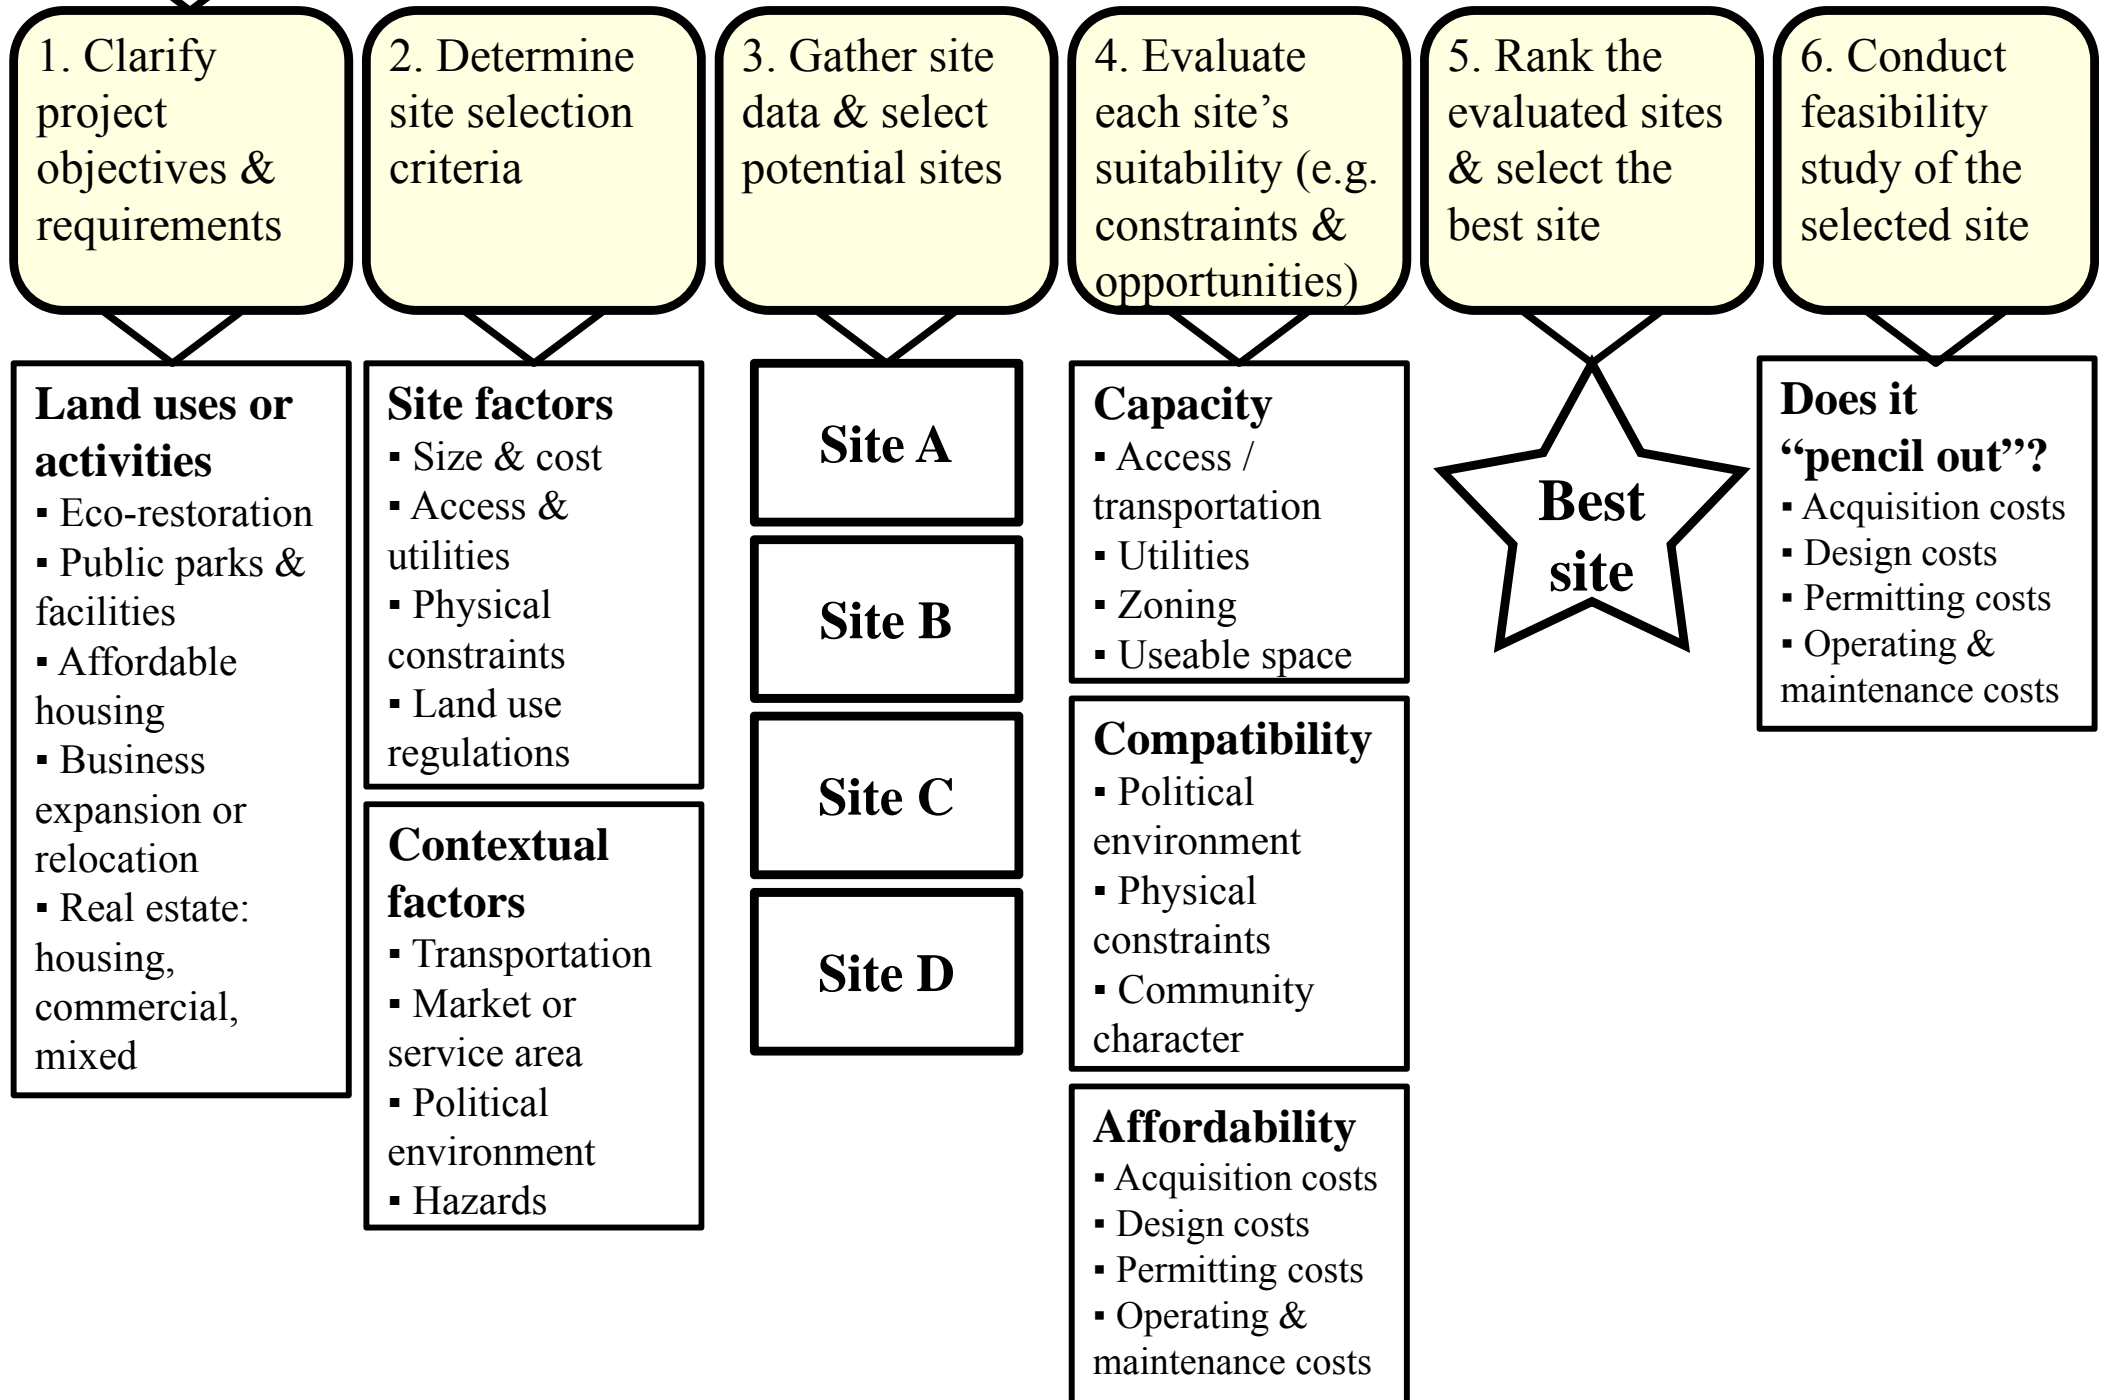 1. Clarify
project
objectives &
requirements
2. Determine
site selection
criteria
3. Gather site
data & select
potential sites
4. Evaluate
each site’s
suitability (e.g.
constraints &
opportunities)
5. Rank the
evaluated sites
& select the
best site
6. Conduct
feasibility
study of the
selected site
Land uses or
activities
▪ Eco-restoration
▪ Public parks &
facilities
▪ Affordable
housing
▪ Business
expansion or
relocation
▪ Real estate:
housing,
commercial,
mixed
Site factors
▪ Size & cost
▪ Access &
utilities
▪ Physical
constraints
▪ Land use
regulations
Contextual
factors
▪ Transportation
▪ Market or
service area
▪ Political
environment
▪ Hazards
Site A
Site B
Site C
Site D
Capacity
▪ Access /
transportation
▪ Utilities
▪ Zoning
▪ Useable space
Compatibility
▪ Political
environment
▪ Physical
constraints
▪ Community
character
Affordability
▪ Acquisition costs
▪ Design costs
▪ Permitting costs
▪ Operating &
maintenance costs
Best
site
Does it
“pencil out”?
▪ Acquisition costs
▪ Design costs
▪ Permitting costs
▪ Operating &
maintenance costs